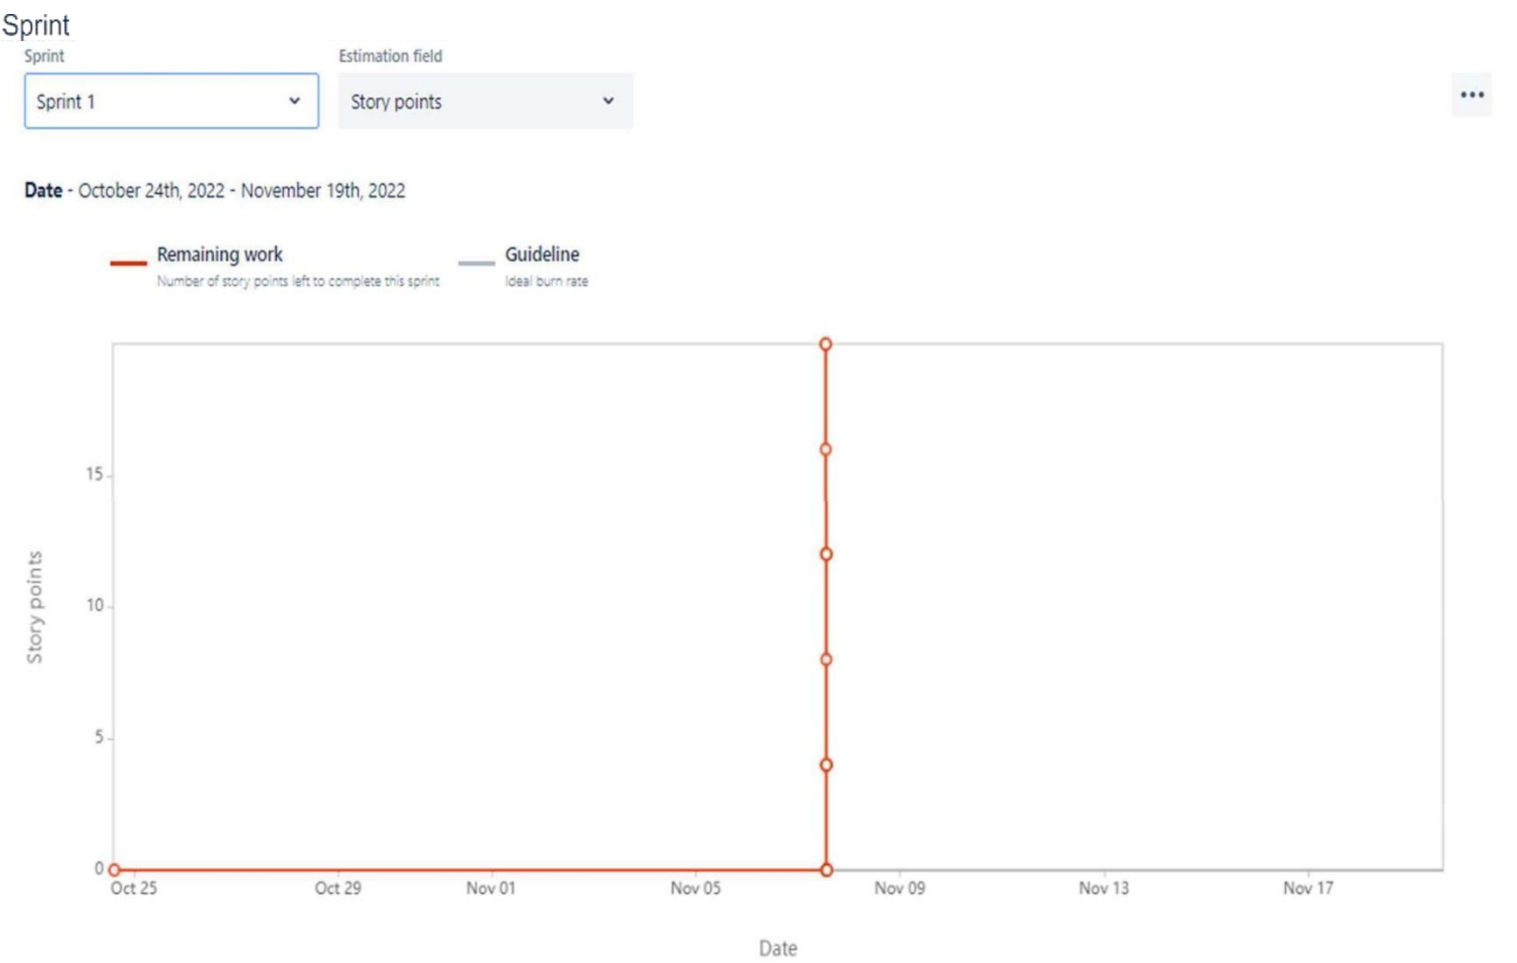 Sprint
Sprint
Estimation field
Sprint 1
Story points
Date - October 24th, 2022 - November 19th, 2022
Remaining work
Guideline
Number of story points left to complete this sprint
Ideal burn rate
15
10
5
0
Story points
Oct 25
Oct 29
Nov 01
Nov 05
Nov 09
Nov 13
Nov 17
Date